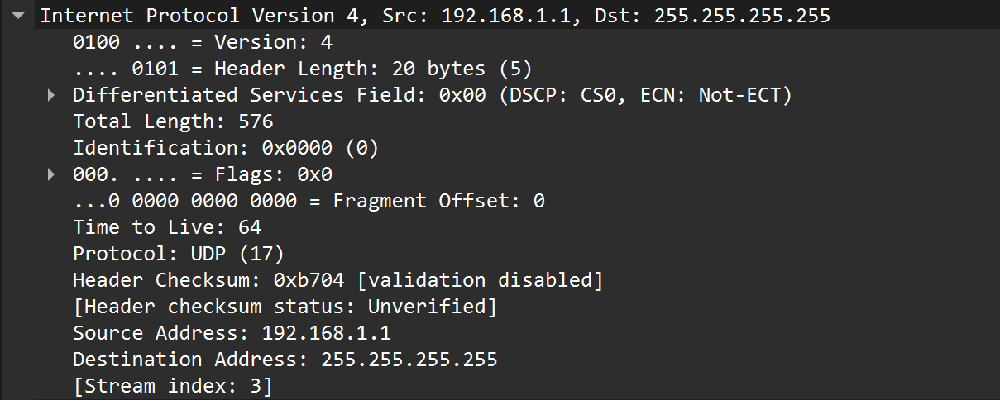 Internet Protocol Version 4, Src: 192.168.1.1, Dst: 255.255.255.255
0100 .... = Version: 4
.... 0101 = Header Length: 20 bytes (5)
Differentiated Services Field: 0x00 (DSCP: CS0, ECN: Not-ECT)
Total Length: 576
Identification: 0x0000 (0)
000. .... = Flags: 0x0
...0 0000 0000 0000 = Fragment Offset: 0
Time to Live: 64
Protocol: UDP (17)
Header Checksum: 0xb704 [validation disabled]
[Header checksum status: Unverified]
Source Address: 192.168.1.1
Destination Address: 255.255.255.255
[Stream index: 3]